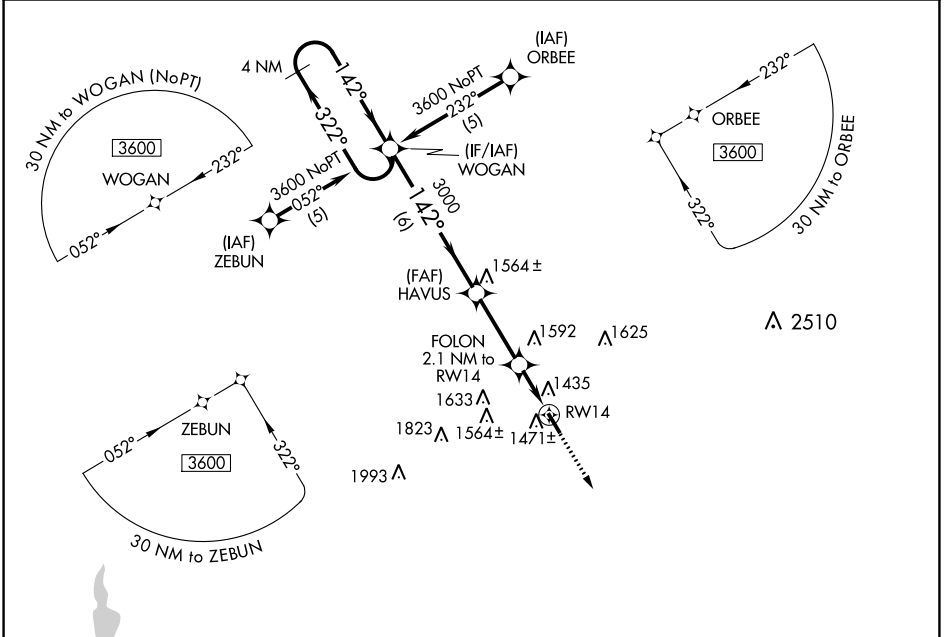 30 NM to WOGAN (NoPT)
3600
WOGAN
232°
052°
4 NM
142°
322°
(IAF)
ORBEE
3600 NoPT
232°
(5)
(IF/IAF)
WOGAN
3600 NoPT
052°
(5)
(IAF)
ZEBUN
3000
142°
(6)
232°
ORBEE
3600
322°
30 NM to ORBEE
(FAF)
HAVUS
1564 ±
FOLON
2.1 NM to
RW14
1592
1625
2510
1435
RW14
1633
1823
1564±
1471±
1993
052°
ZEBUN
3600
322°
30 NM to ZEBUN